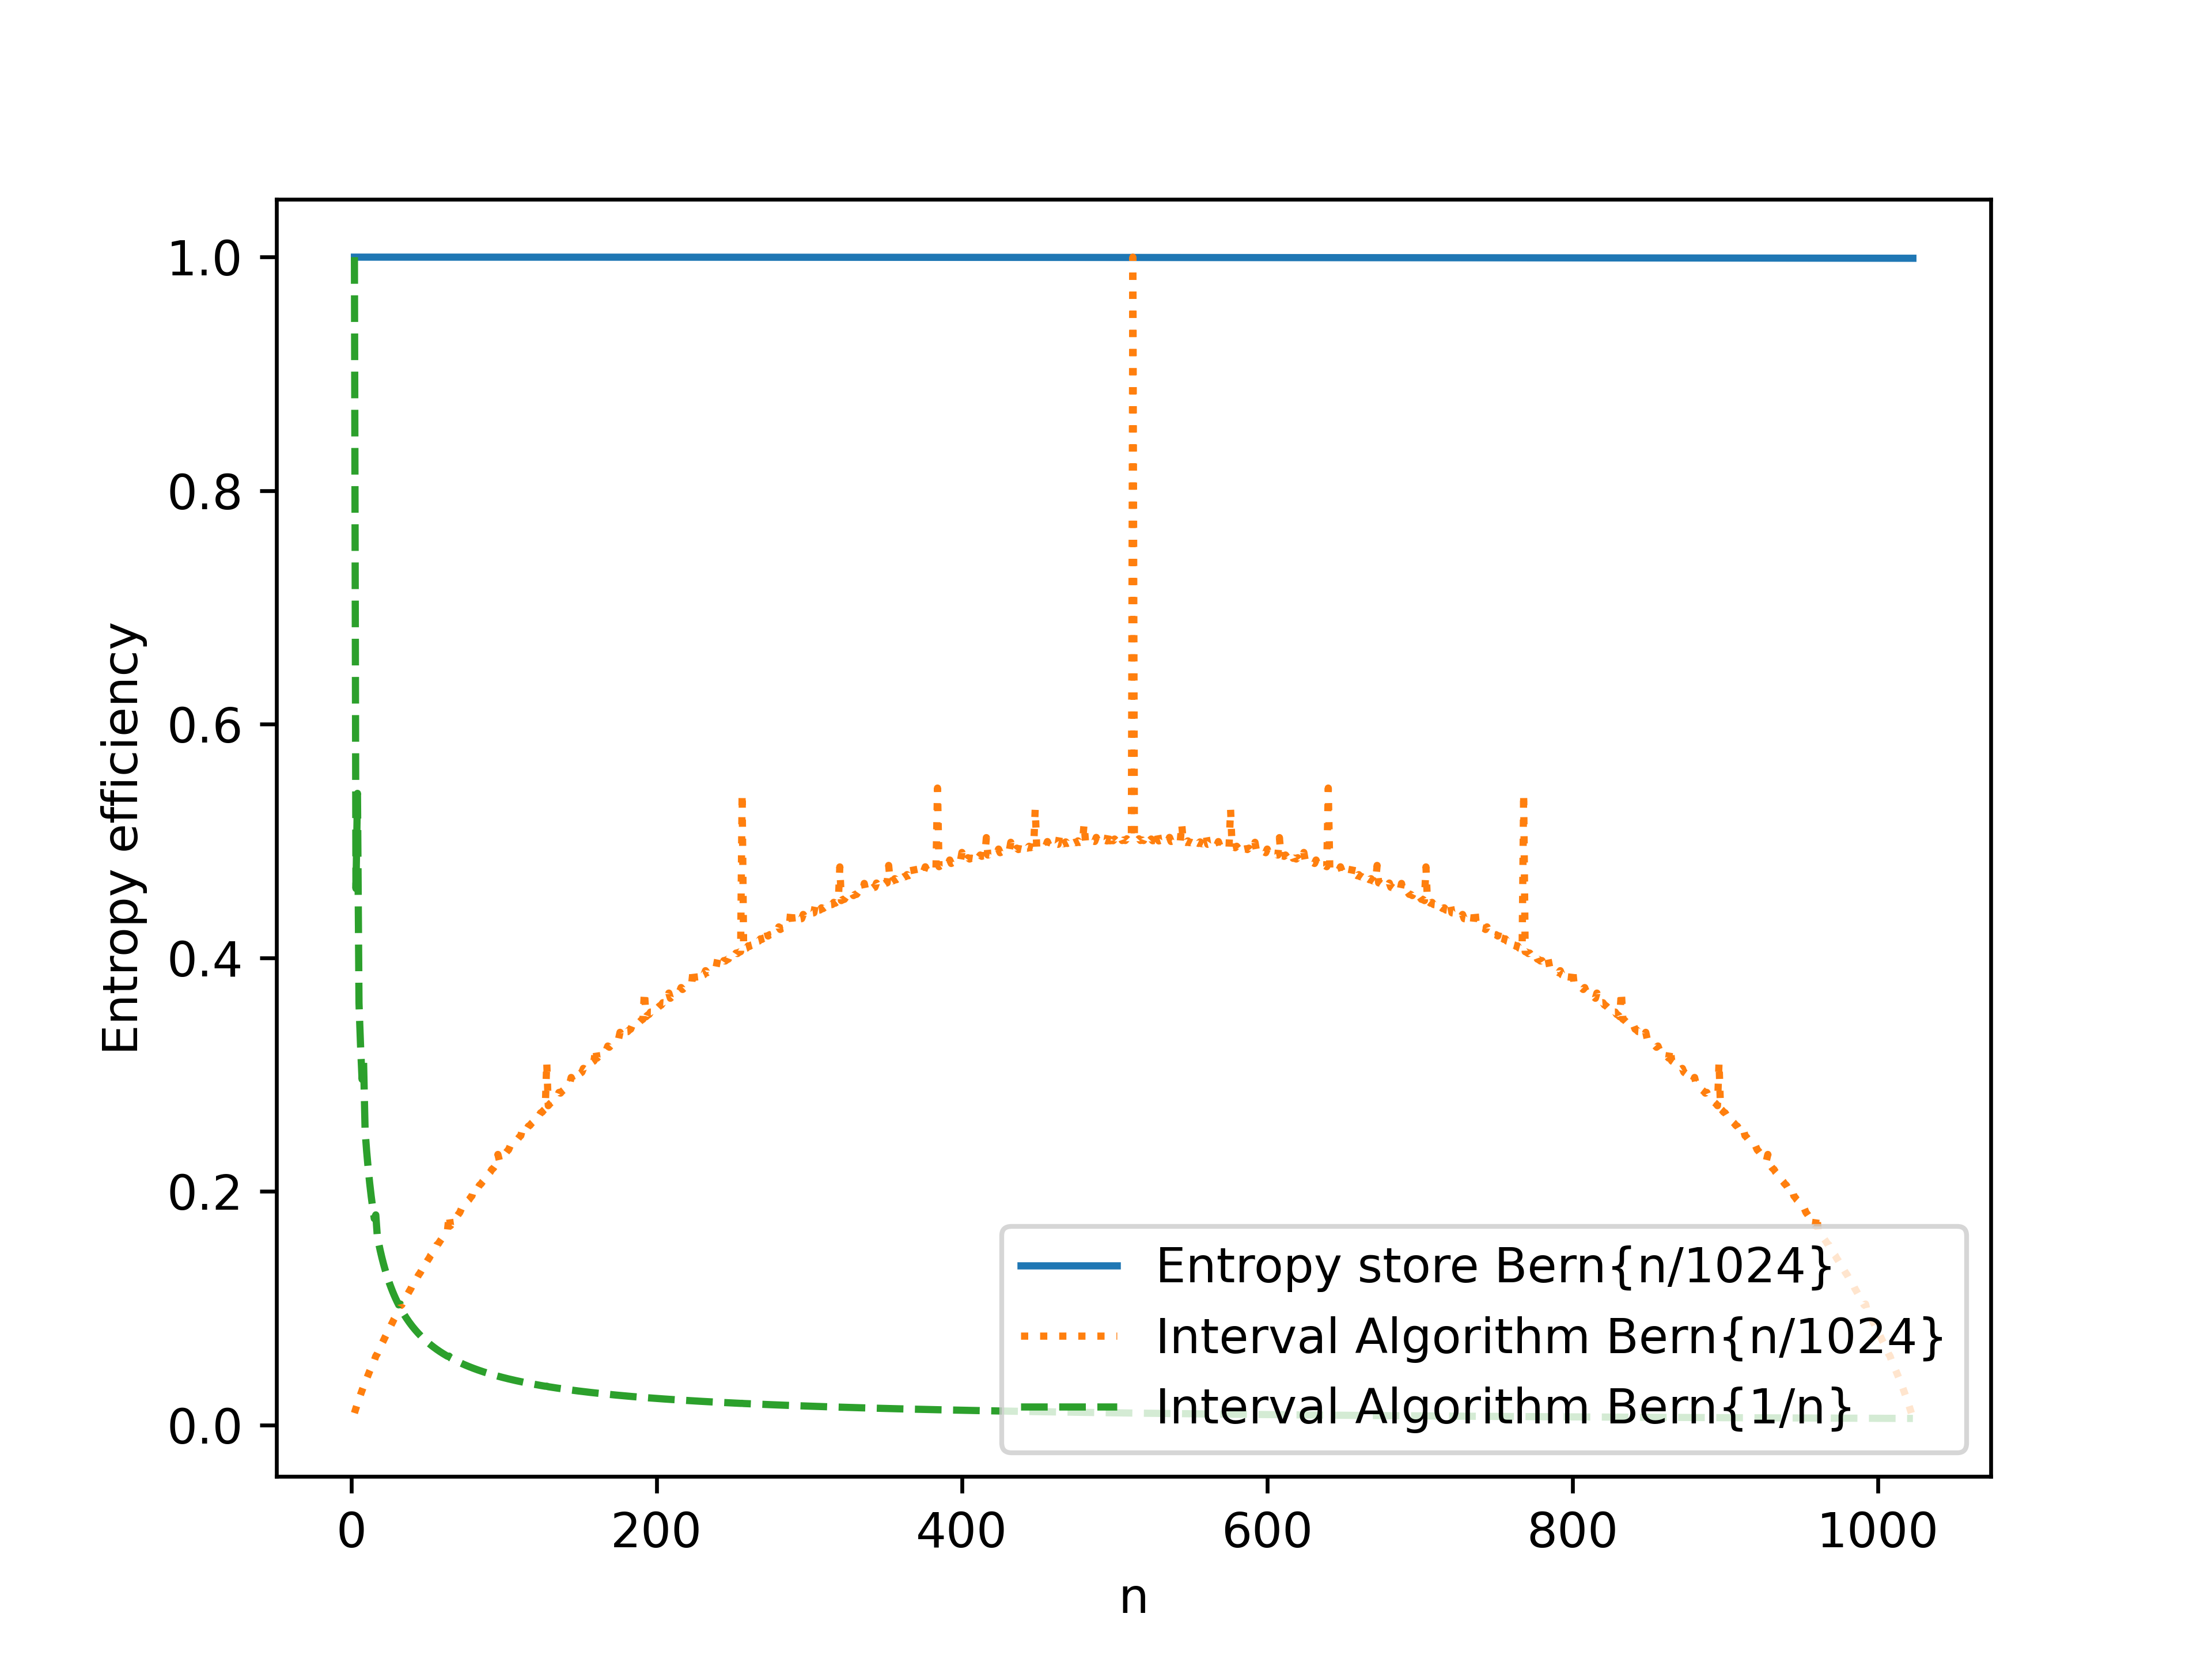 1.0
0.8
0.6
0.4
0.2
0.0
Entropy efficiency
0 200 400 600 800 1000
n
Entropy store Bern{n/1024}
Interval Algorithm Bern{n/1024}
Interval Algorithm Bern{1/n}